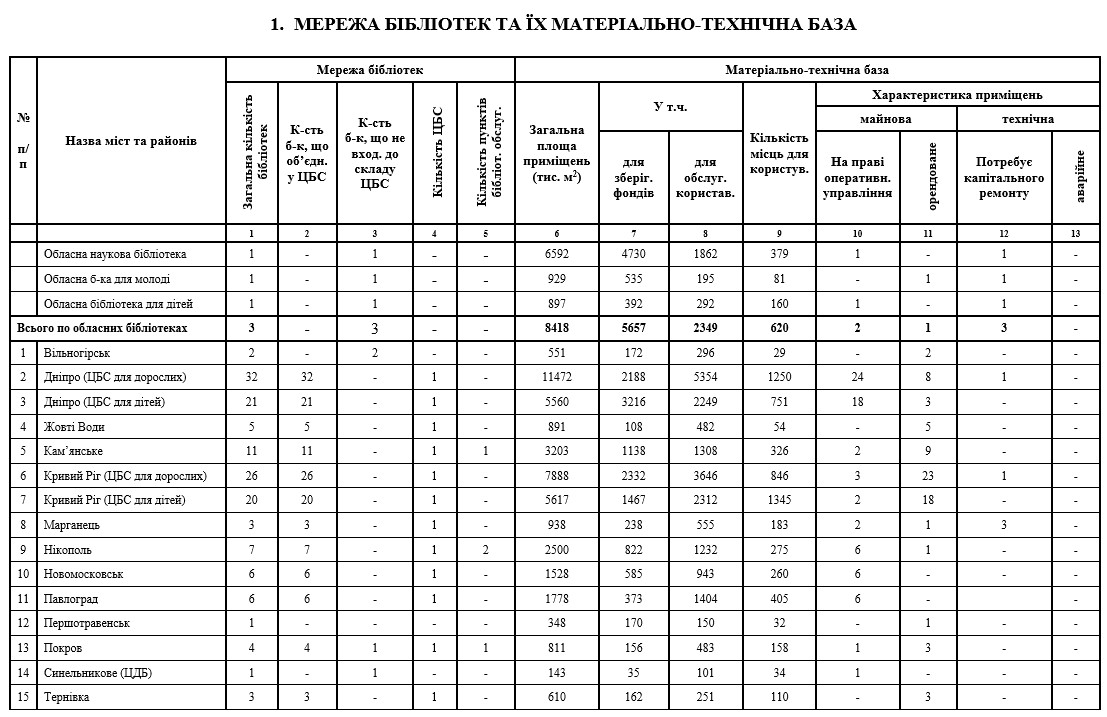 1. МЕРЕЖА БІБЛІОТЕК ТА ЇХ МАТЕРІАЛЬНО-ТЕХНІЧНА БАЗА
№ п/п
Назва міст та районів
Мережа бібліотек
Матеріально-технічна база
Загальна кількість бібліотек
К-сть б-к, що об’єдн. у ЦБС
К-сть б-к, що не вход. до складу ЦБС
Кількість ЦБС
Кількість пунктів бібліот. обслуг.
Загальна площа приміщень (тис. м2)
У т.ч.
для зберіг. фондів
для обслуг. користав.
Кількість місць для користув.
Характеристика приміщень
майнова
технічна
На праві оперативн. управління
орендоване
Потребує капітального ремонту
аварійне
1 2 3 4 5 6 7 8 9 10 11 12 13
Обласна наукова бібліотека 1 - 1 - - 6592 4730 1862 379 1 - 1 -
Обласна б-ка для молоді 1 - 1 - - 929 535 195 81 1 1 -
Обласна бібліотека для дітей 1 - 1 - - 897 392 292 160 1 - 1 -
Всього по обласних бібліотеках 3 - 3 - - 8418 5657 2349 620 2 1 3 -
1 Вільногірськ 2 - 2 - - 551 172 296 29 - 2 -
2 Дніпро (ЦБС для дорослих) 32 32 - 1 - 11472 2188 5354 1250 24 8 1 -
3 Дніпро (ЦБС для дітей) 21 21 - 1 - 5560 3216 2249 751 18 3 -
4 Жовті Води 5 5 - 1 - 891 108 482 54 - 5 -
5 Кам’янське 11 11 - 1 1 3203 1138 1308 326 2 9 -
6 Кривий Ріг (ЦБС для дорослих) 26 26 - 1 - 7888 2332 3646 846 3 23 1 -
7 Кривий Ріг (ЦБС для дітей) 20 20 - 1 - 5617 1467 2312 1345 2 18 -
8 Марганець 3 3 - 1 - 938 238 555 183 2 1 3 -
9 Нікополь 7 7 - 1 2 2500 822 1232 275 6 1 -
10 Новомосковськ 6 6 - 1 - 1528 585 943 260 6 - - -
11 Павлоград 6 6 - 1 - 1778 373 1404 405 6 - -
12 Першотравенськ 1 - - - 348 170 150 32 - 1 -
13 Покров 4 4 1 1 1 811 156 483 158 1 3 -
14 Синельникове (ЦДБ) 1 - 1 - - 143 35 101 34 1 -
15 Тернівка 3 3 - 1 - 610 162 251 110 - 3 -